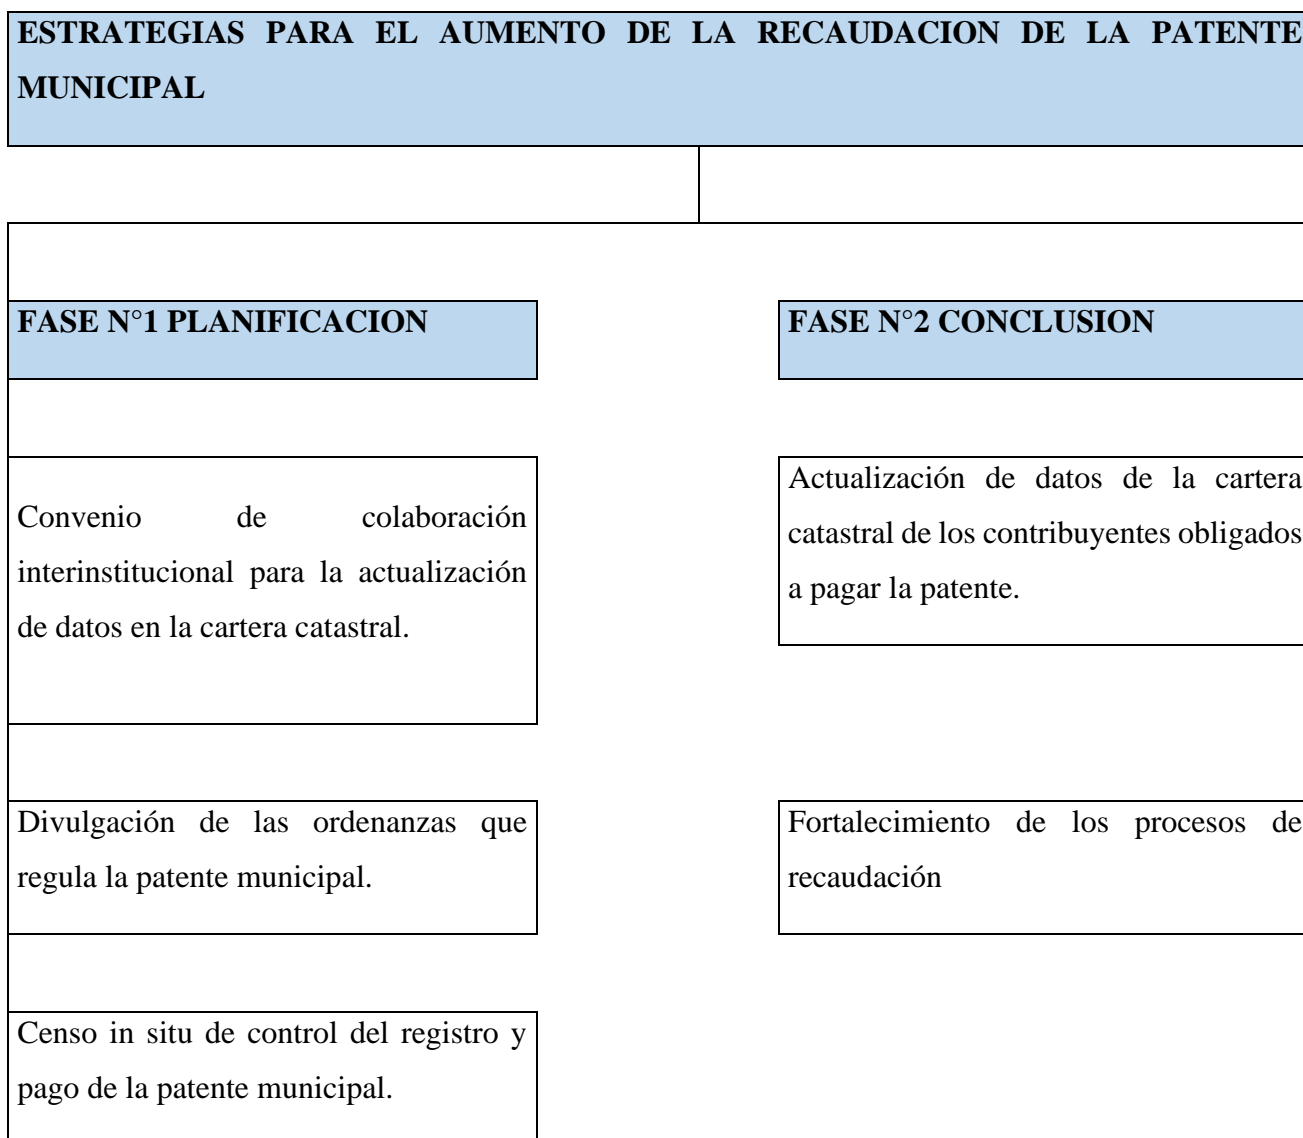 ESTRATEGIAS PARA EL AUMENTO DE LA RECAUDACION DE LA PATENTE
MUNICIPAL
FASE N°1 PLANIFICACION
Convenio de colaboración
interinstitucional para la actualización
de datos en la cartera catastral.
Divulgación de las ordenanzas que
regula la patente municipal.
Censo in situ de control del registro y
pago de la patente municipal.
FASE N°2 CONCLUSION
Actualización de datos de la cartera
catastral de los contribuyentes obligados
a pagar la patente.
Fortalecimiento de los procesos de
recaudación